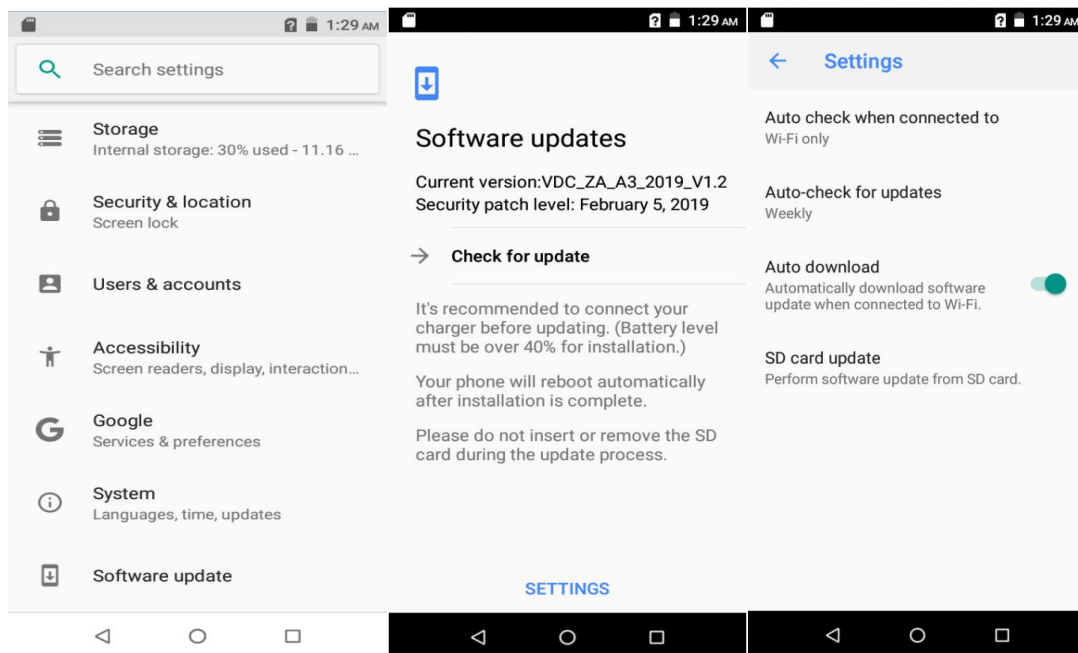 1:29 AM
Search settings
Storage
Internal storage: 30% used - 11.16 ...
Security & location
Screen lock
Users & accounts
Accessibility
Screen readers, display, interaction...
Google
Services & preferences
System
Languages, time, updates
Software update
1:29 AM
Software updates
Current version:VDC_ZA_A3_2019_V1.2
Security patch level: February 5, 2019
Check for update
It's recommended to connect your
charger before updating. (Battery level
must be over 40% for installation.)
Your phone will reboot automatically
after installation is complete.
Please do not insert or remove the SD
card during the update process.
SETTINGS
1:29 AM
Settings
Auto check when connected to
Wi-Fi only
Auto-check for updates
Weekly
Auto download
Automatically download software
update when connected to Wi-Fi.
SD card update
Perform software update from SD card.